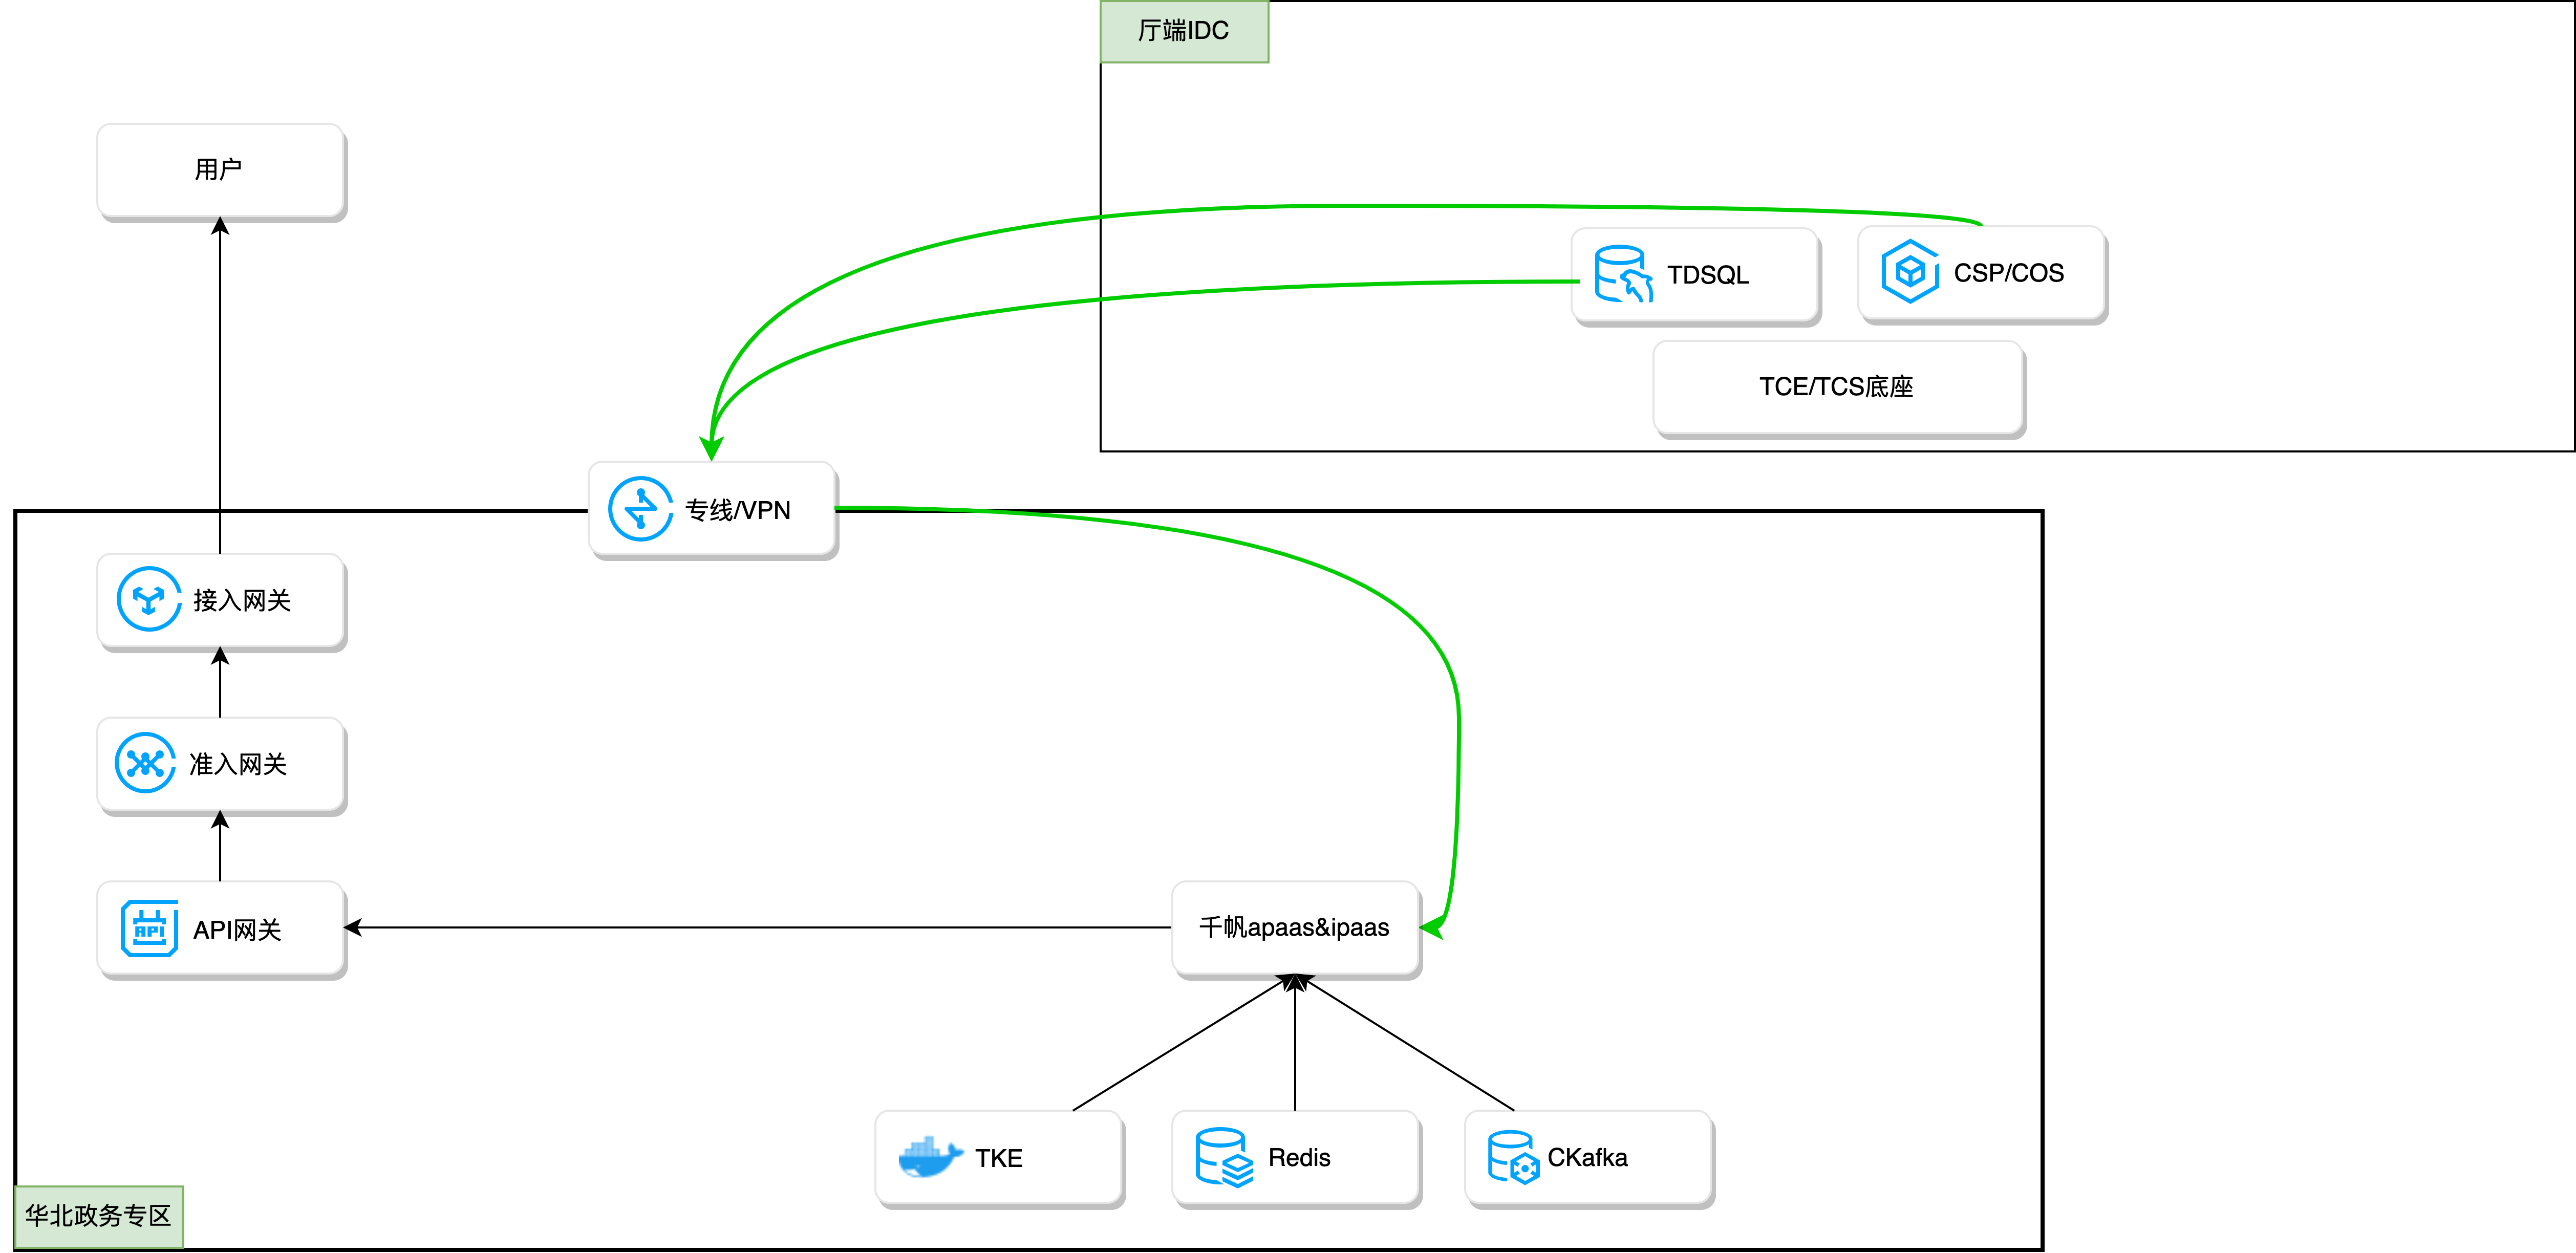 厅端IDC
用户
TDSQL
CSP/COS
TCE/TCS底座
专线/VPN
接入网关
准入网关
API网关
千帆apaas&ipaas
TKE
Redis
CKafka
华北政务专区